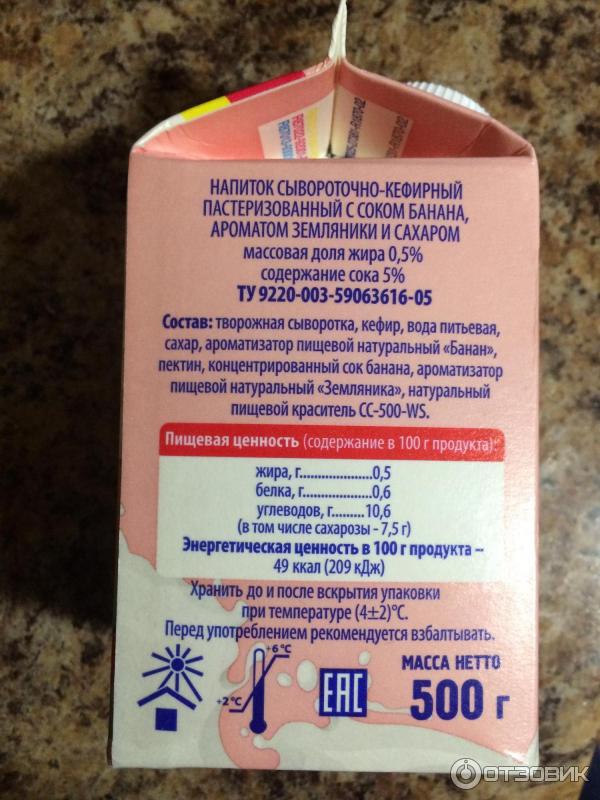 НАПИТОК СЫВОРОТОЧНО-КЕФИРНЫЙ
ПАСТЕРИЗОВАННЫЙ С СОКОМ БАНАНА,
АРОМАТОМ ЗЕМЛЯНИКИ И САХАРОМ
массовая доля жира 0,5%
содержание сока 5%
ТУ 9220-003-59063616-05
Состав: творожная сыворотка, кефир, вода питьевая,
сахар, ароматизатор пищевой натуральный «Банан»,
пектин, концентрированный сок банана, ароматизатор
пищевой натуральный «Земляника», натуральный
пищевой краситель CC-500-WS.
Пищевая ценность (содержание в 100 г продукта):
жира, г.....................0,5
белка, г....................0,6
углеводов, г..........10,6
(в том числе сахарозы - 7,5 г)
Энергетическая ценность в 100 г продукта –
49 ккал (209 кДж)
Хранить до и после вскрытия упаковки
при температуре (4±2)°С.
Перед употреблением рекомендуется взбалтывать.
+6 °С
+2 °С
ЕАС
МАССА НЕТТО
500 г
ОТЗОВИК